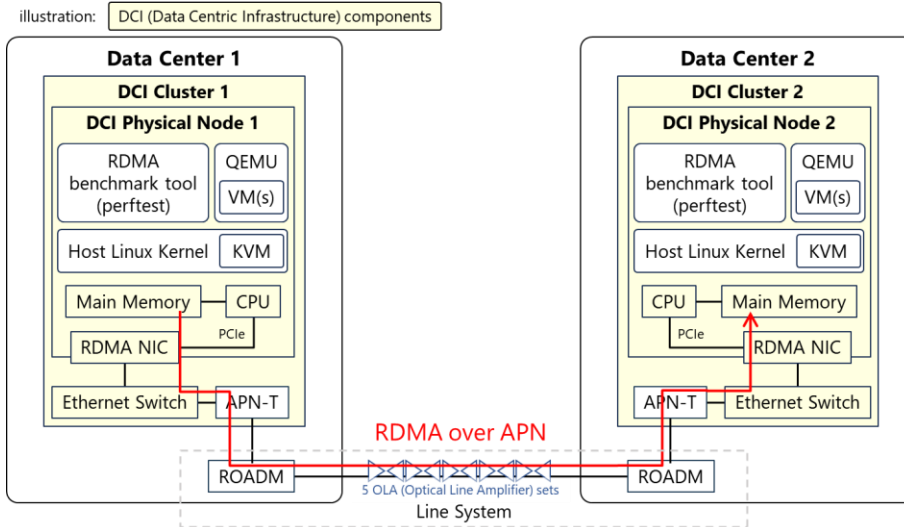 illustration: DCI (Data Centric Infrastructure) components
Data Center 1
DCI Cluster 1
DCI Physical Node 1
RDMA
benchmark tool
(perftest)
QEMU
VM(s)
Host Linux Kernel
KVM
Main Memory
CPU
PCIe
RDMA NIC
Ethernet Switch
APN-T
ROADM
Data Center 2
DCI Cluster 2
DCI Physical Node 2
RDMA
benchmark tool
(perftest)
QEMU
VM(s)
Host Linux Kernel
KVM
CPU
Main Memory
PCIe
RDMA NIC
APN-T
Ethernet Switch
ROADM
RDMA over APN
5 OLA (Optical Line Amplifier) sets
Line System